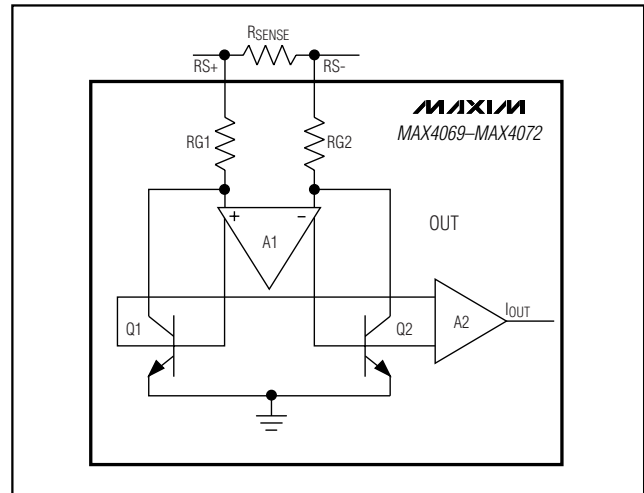 RSENSE
RS+
RS-
MAXIM
MAX4069–MAX4072
RG1
RG2
+
−
A1
OUT
Q1
Q2
A2
IOUT